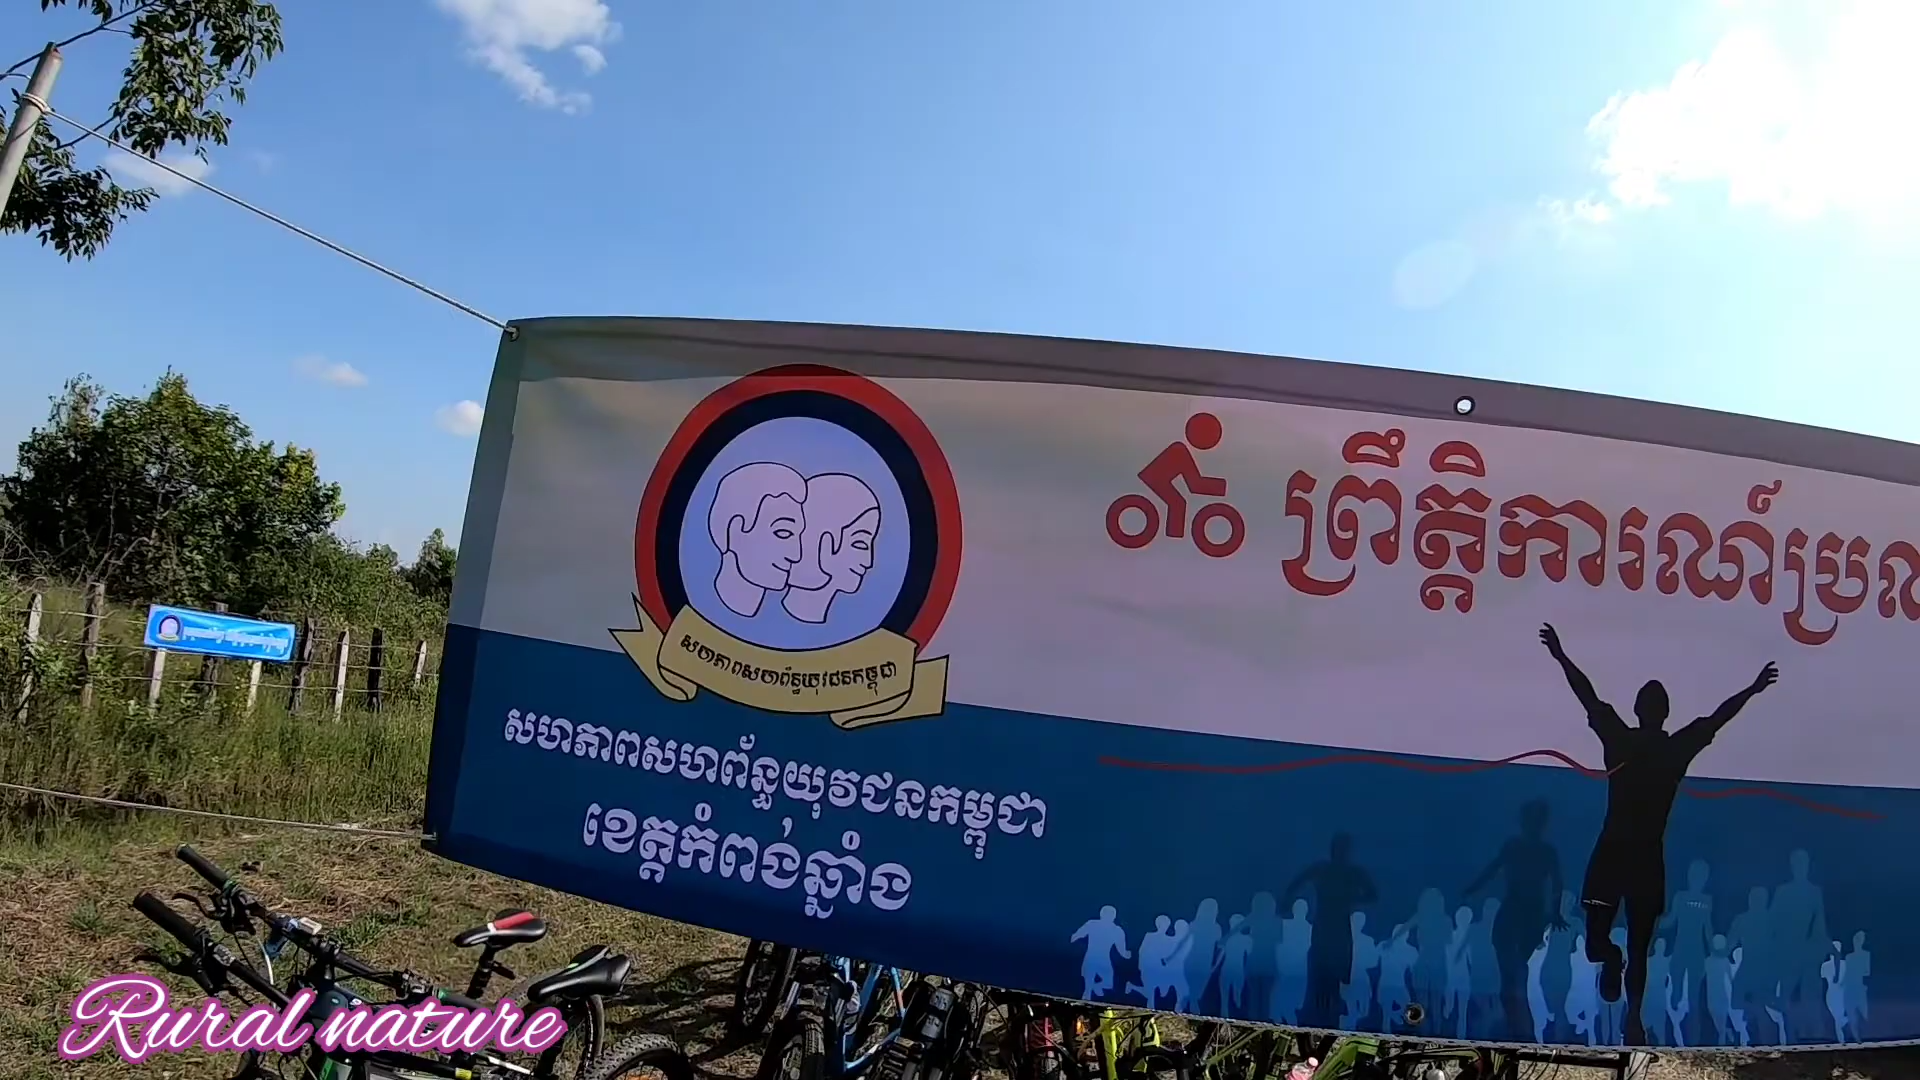 ព្រឹត្តិការណ៍ប្រណ
សហភាពសហព័ន្ធយុវជនកម្ពុជា
សហភាពសហព័ន្ធយុវជនកម្ពុជា
ខេត្តកំពង់ឆ្នាំង
Rural nature